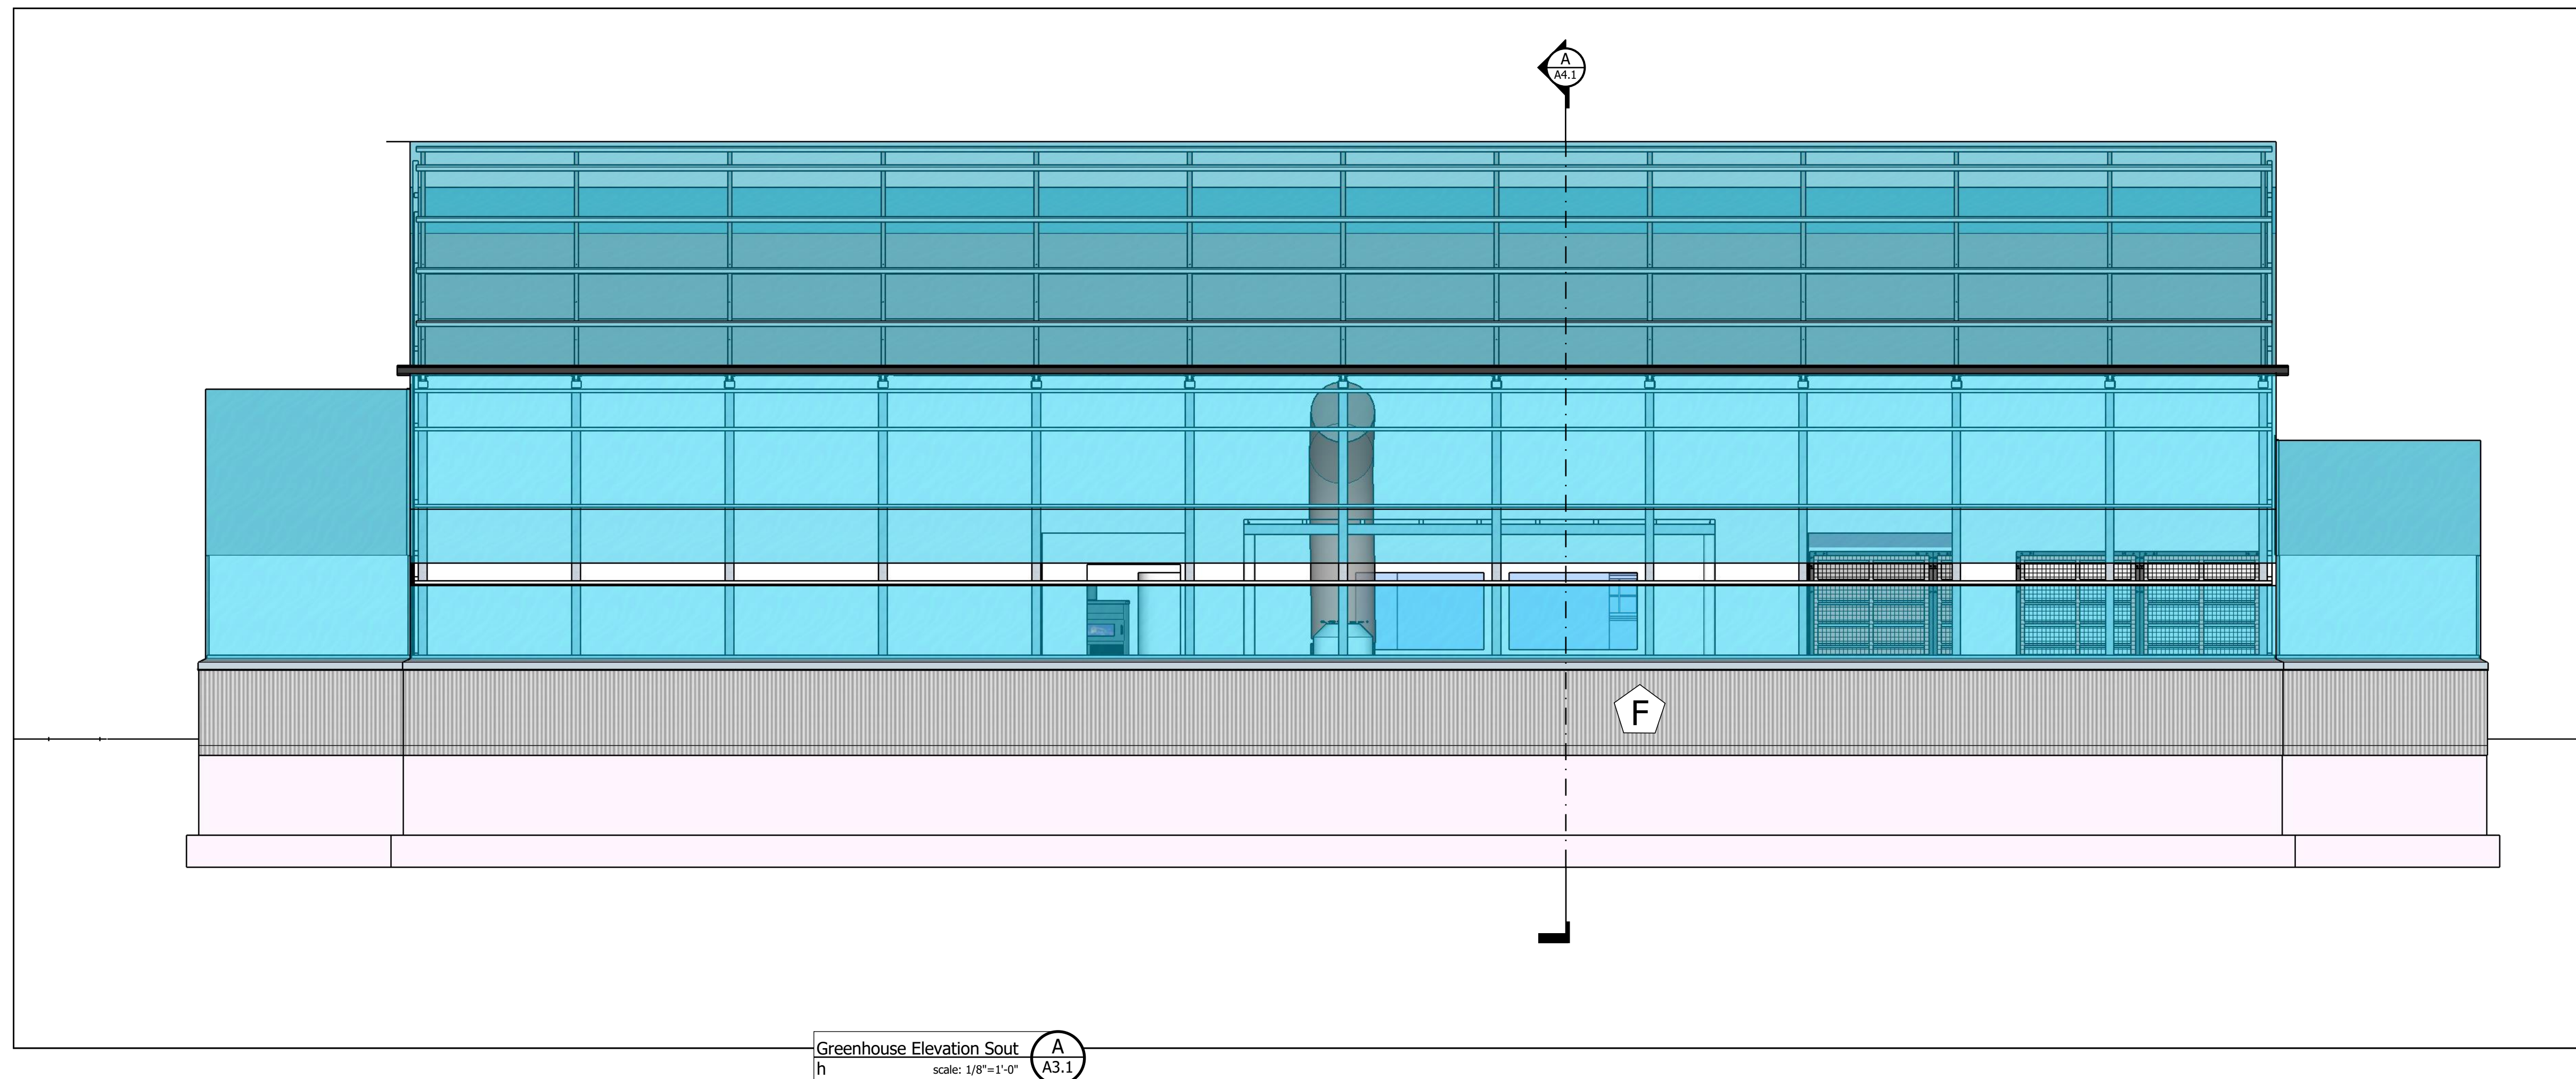 A
A4.1
F
Greenhouse Elevation Sout
h
scale: 1/8"=1'-0"
A
A3.1